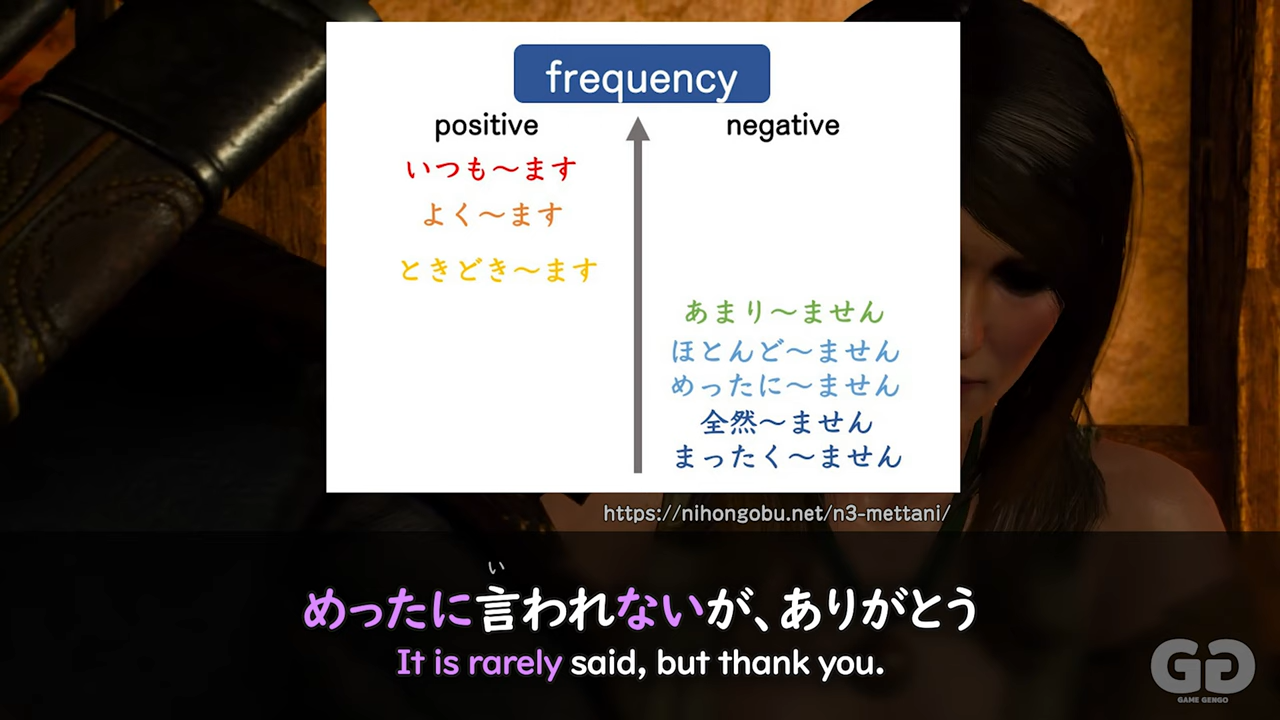 frequency
positive
negative
いつも～ます
よく～ます
ときどき～ます
あまり～ません
ほとんど～ません
めったに～ません
全然～ません
まったく～ません
https://nihongobu.net/n3-mettani/
い
めったに言われないが、ありがとう
It is rarely said, but thank you.
GG
GAME GENGO